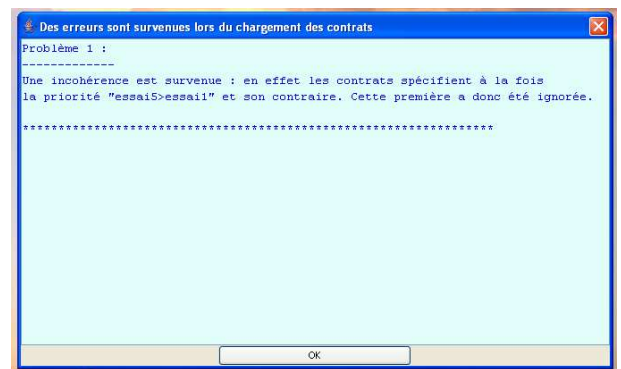 Des erreurs sont survenues lors du chargement des contrats
Problème 1 :
-------------
Une incohérence est survenue : en effet les contrats spécifient à la fois
la priorité "essai5>essai1" et son contraire. Cette première a donc été ignorée.
******************************************************************
OK